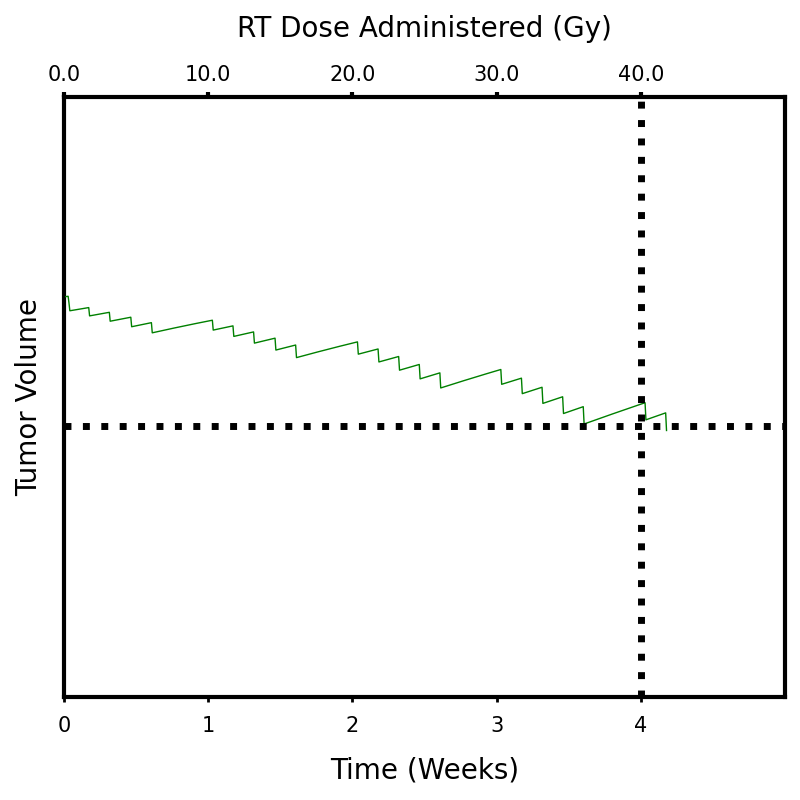 RT Dose Administered (Gy)
0.0 10.0 20.0 30.0 40.0
Tumor Volume
0 1 2 3 4
Time (Weeks)